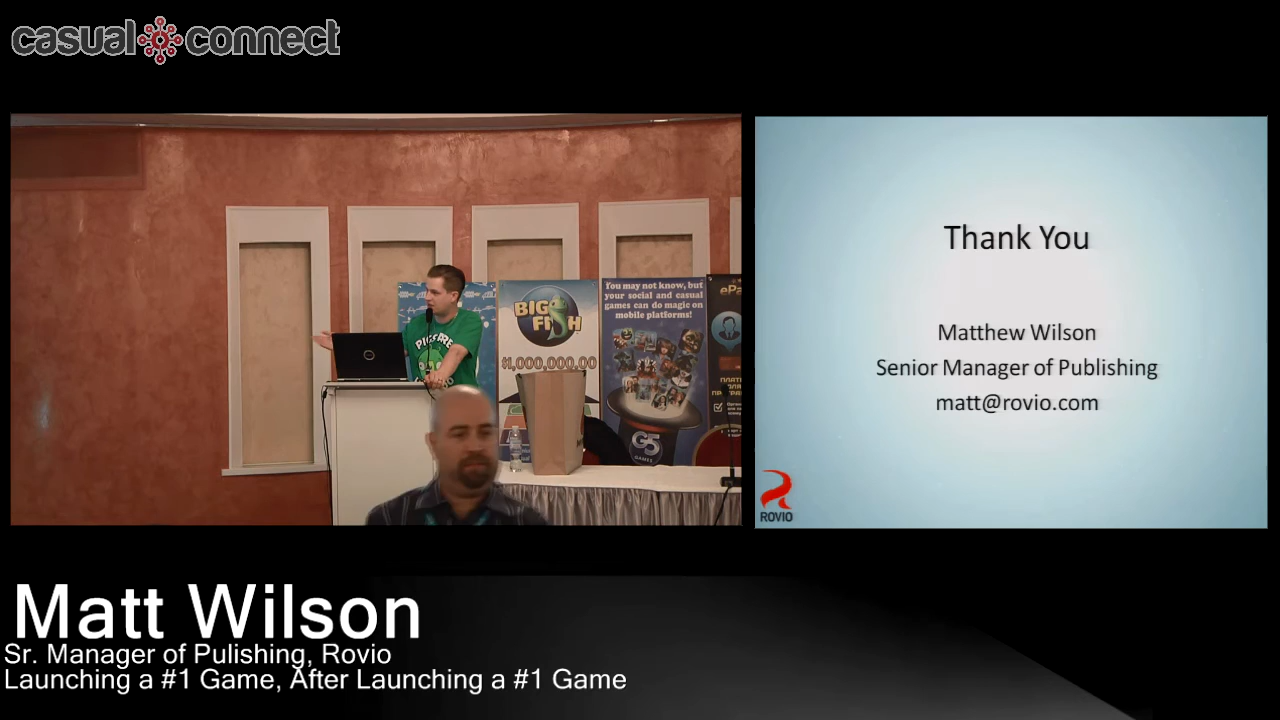 casual connect
Thank You
Matthew Wilson
Senior Manager of Publishing
matt@rovio.com
ROVIO
BIG
FISH
$1,000,000.00
You may not know, but
your social and casual
games can do magic on
mobile platforms!
G5
GAMES
Matt Wilson
Sr. Manager of Pulishing, Rovio
Launching a #1 Game, After Launching a #1 Game